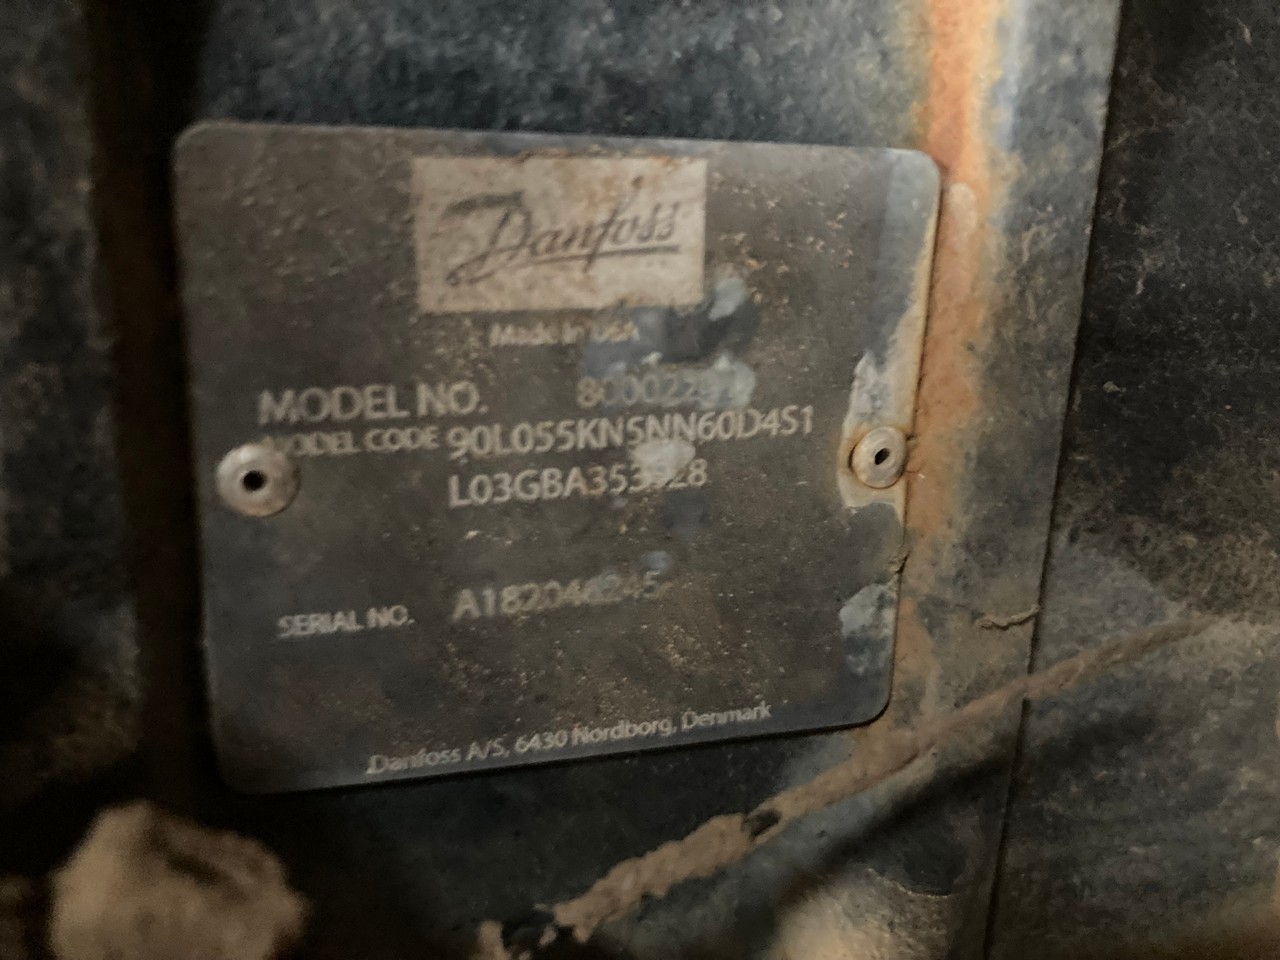 Danfoss
Made in USA
MODEL NO.
MODEL CODE 90L055KN5NN60D4S1
SERIAL NO.
Danfoss A/S, 6430 Nordborg, Denmark